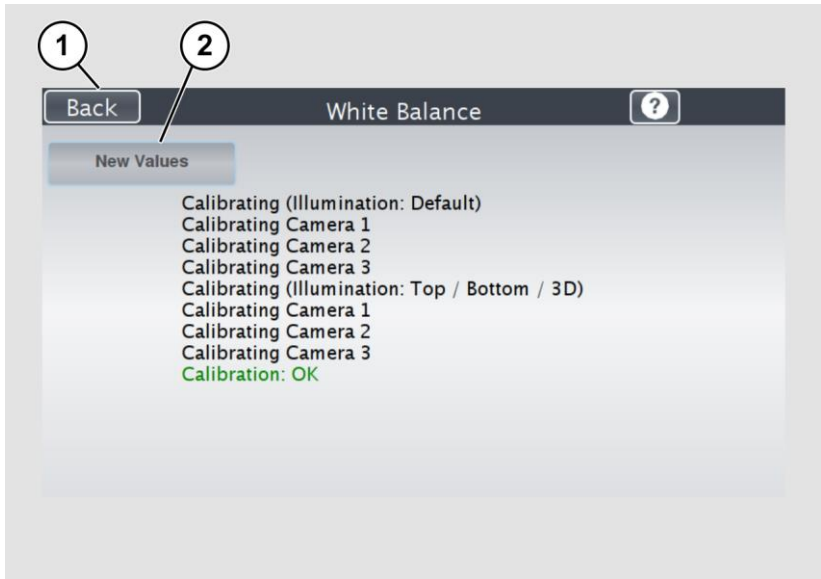 1 2
Back White Balance ?
New Values
Calibrating (Illumination: Default)
Calibrating Camera 1
Calibrating Camera 2
Calibrating Camera 3
Calibrating (Illumination: Top / Bottom / 3D)
Calibrating Camera 1
Calibrating Camera 2
Calibrating Camera 3
Calibration: OK